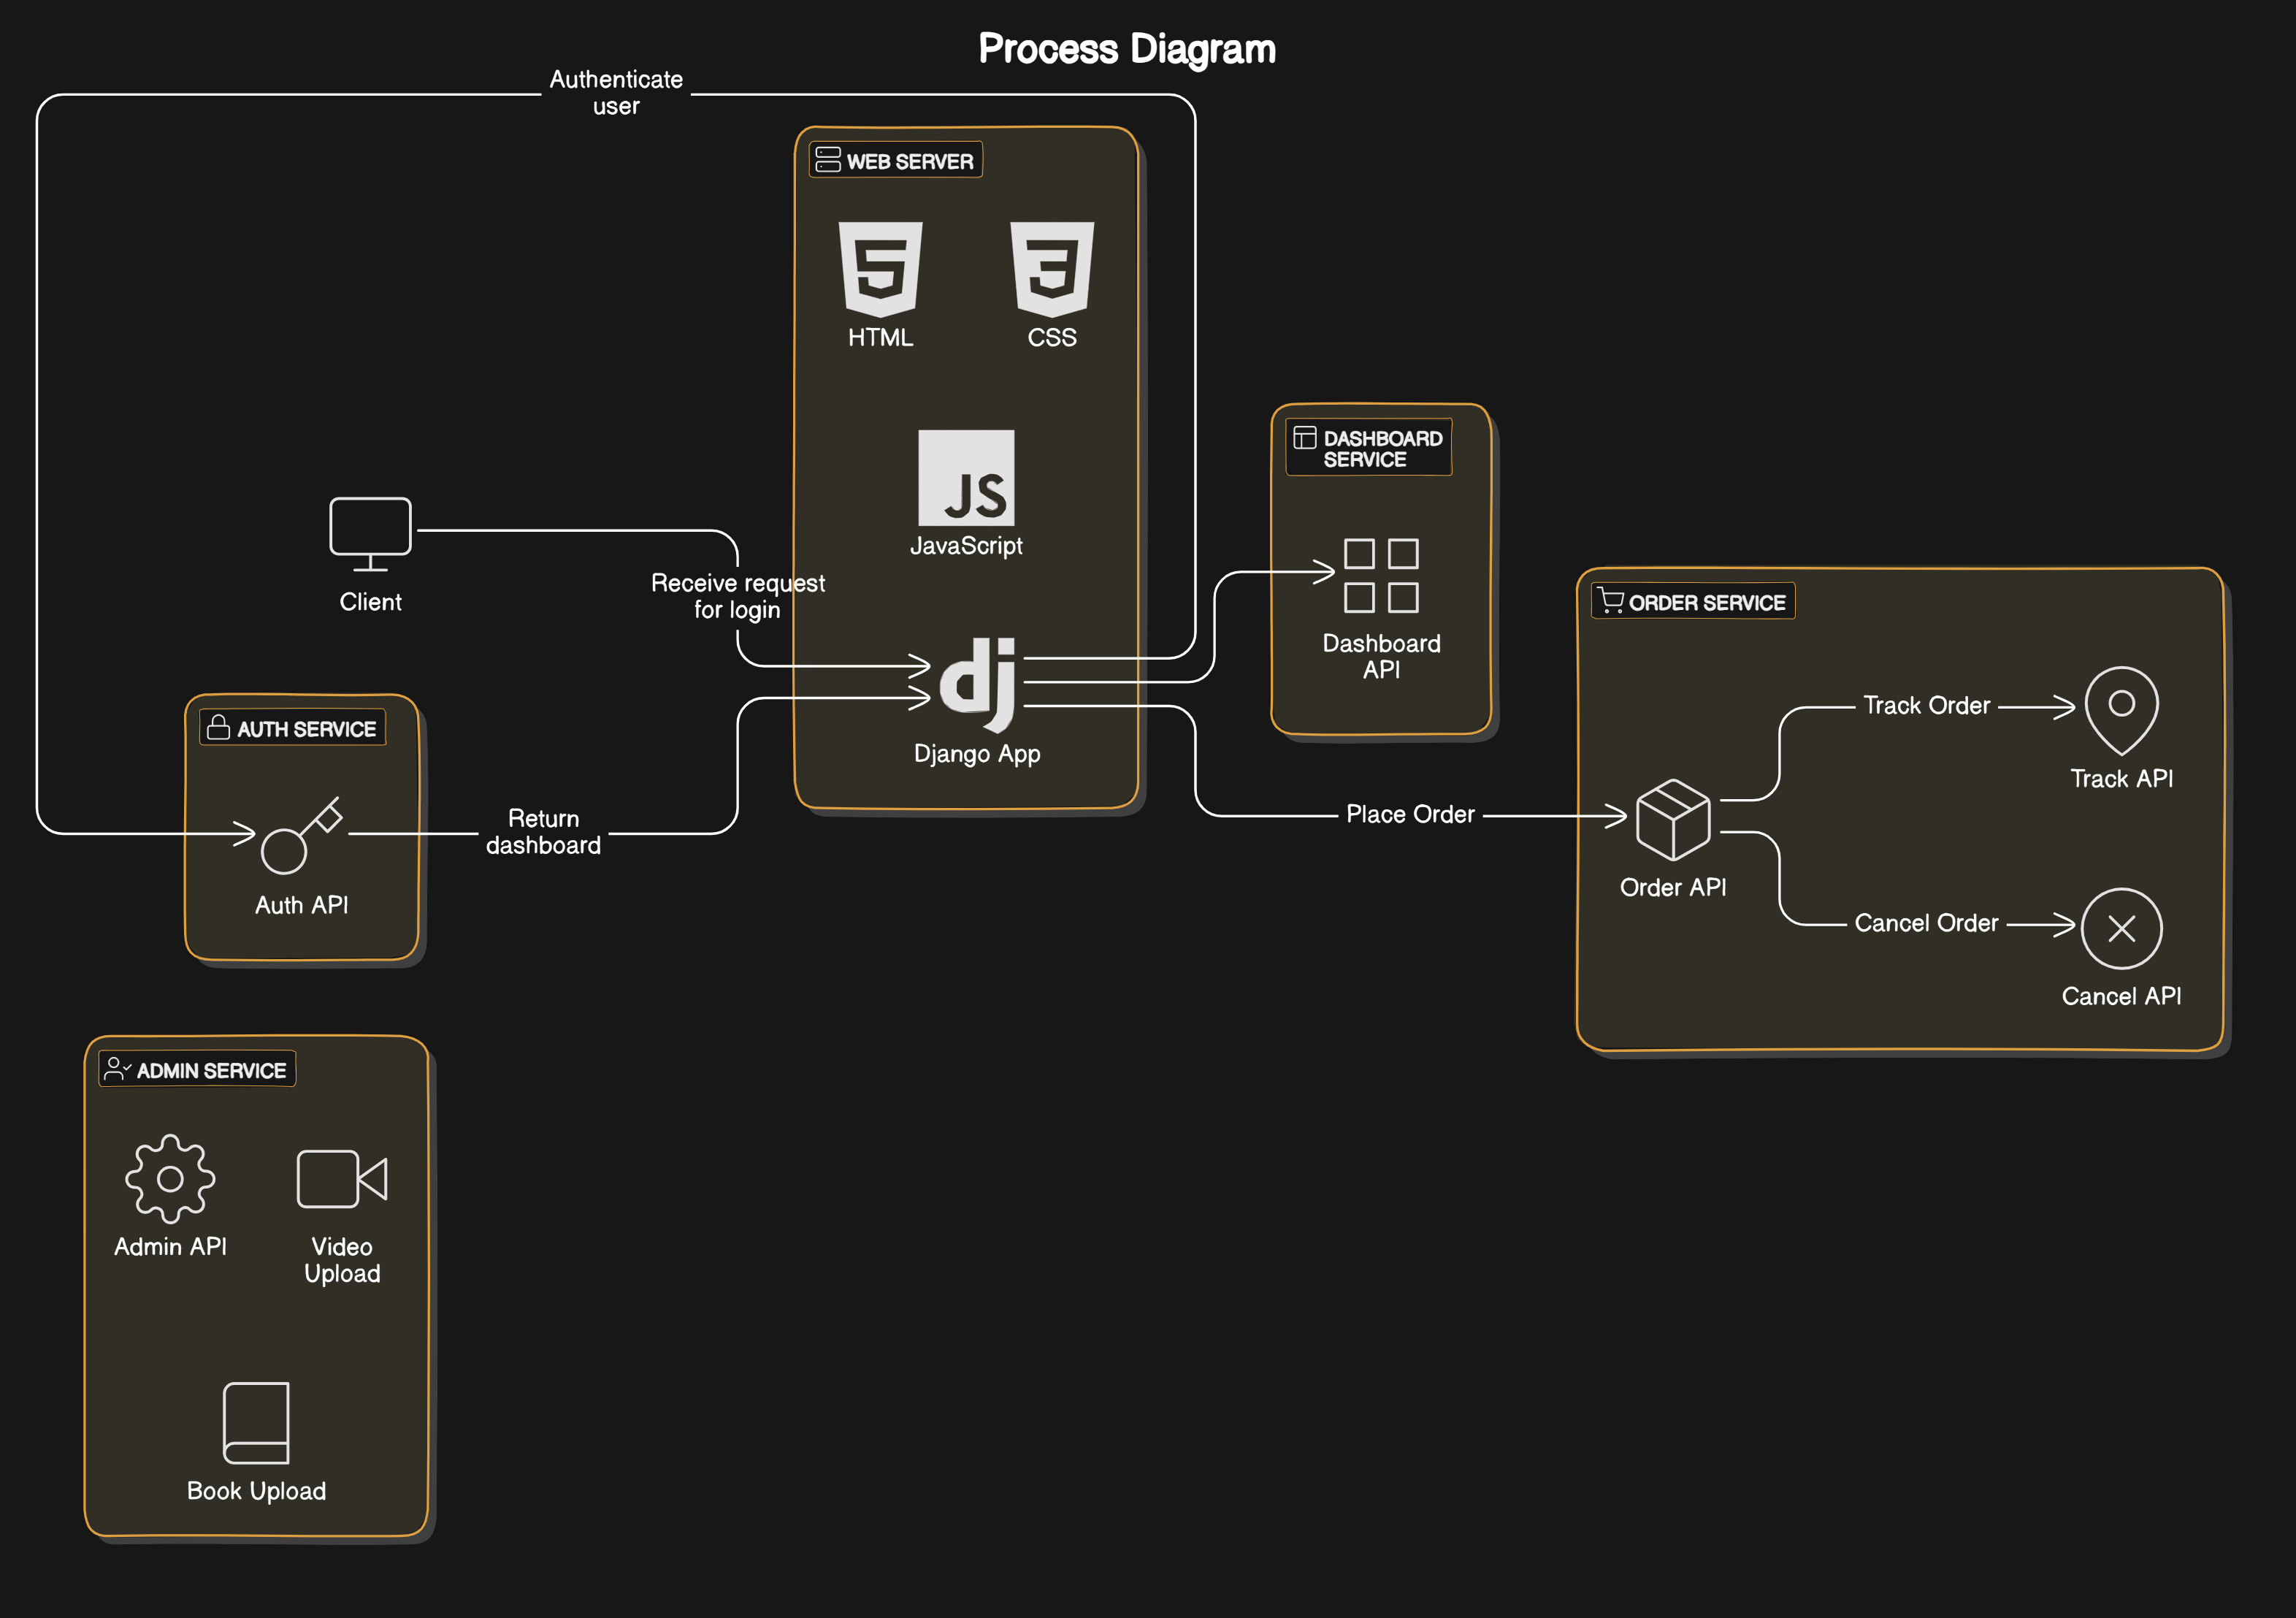 Process Diagram
Authenticate
user
WEB SERVER
HTML
CSS
JS
JavaScript
DASHBOARD
SERVICE
Client
Receive request
for login
Dashboard
API
ORDER SERVICE
dj
Django App
AUTH SERVICE
Track Order
Track API
Return
dashboard
Place Order
Order API
Auth API
Cancel Order
Cancel API
ADMIN SERVICE
Admin API
Video
Upload
Book Upload